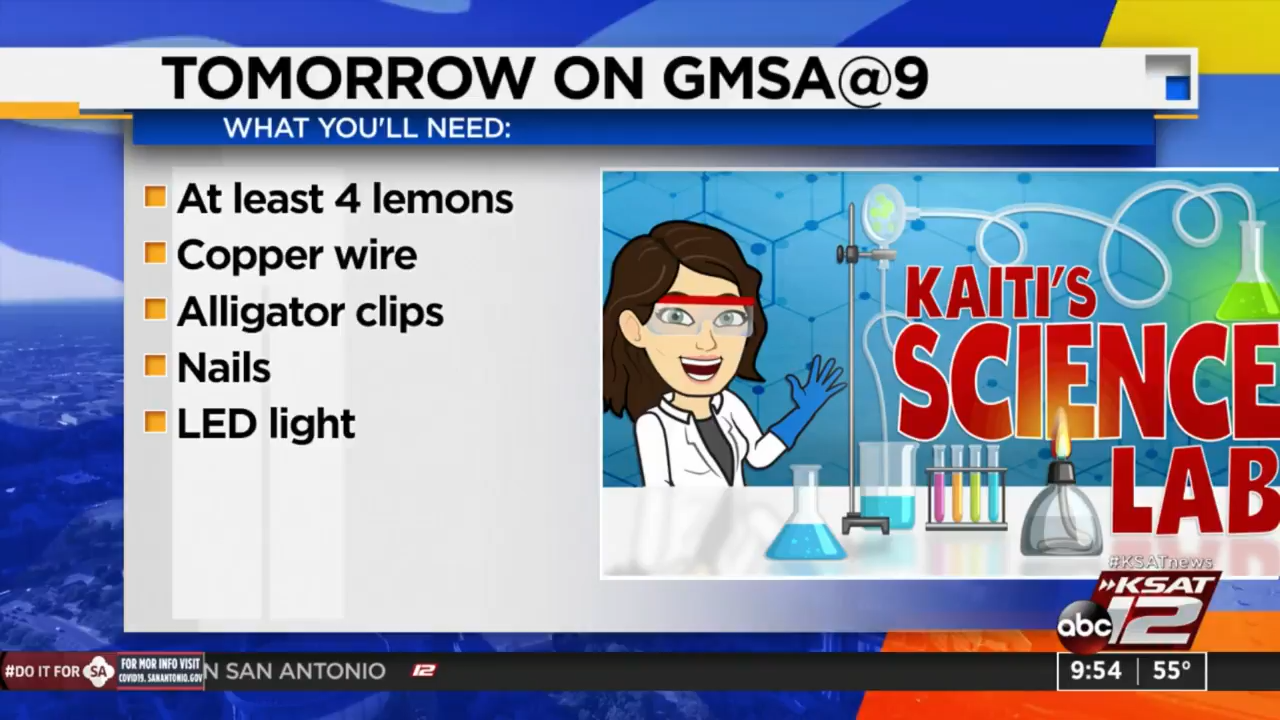 TOMORROW ON GMSA@9
WHAT YOU'LL NEED:
At least 4 lemons
Copper wire
Alligator clips
Nails
LED light
KAITI'S
SCIENCE
LAB
#KSATnews
KSAT
abc 12
#DO IT FOR SA
FOR MOR INFO VISIT
COVID19. SANANTONIO.GOV
N SAN ANTONIO 12
9:54 55°